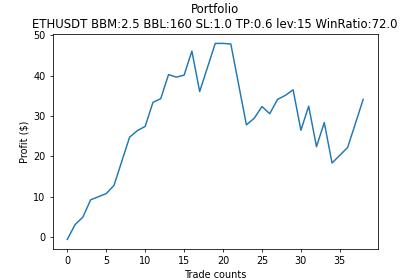 Portfolio
ETHUSDT BBM:2.5 BBL:160 SL:1.0 TP:0.6 lev:15 WinRatio:72.0
50
40
30
20
10
0
Profit ($)
0 5 10 15 20 25 30 35
Trade counts